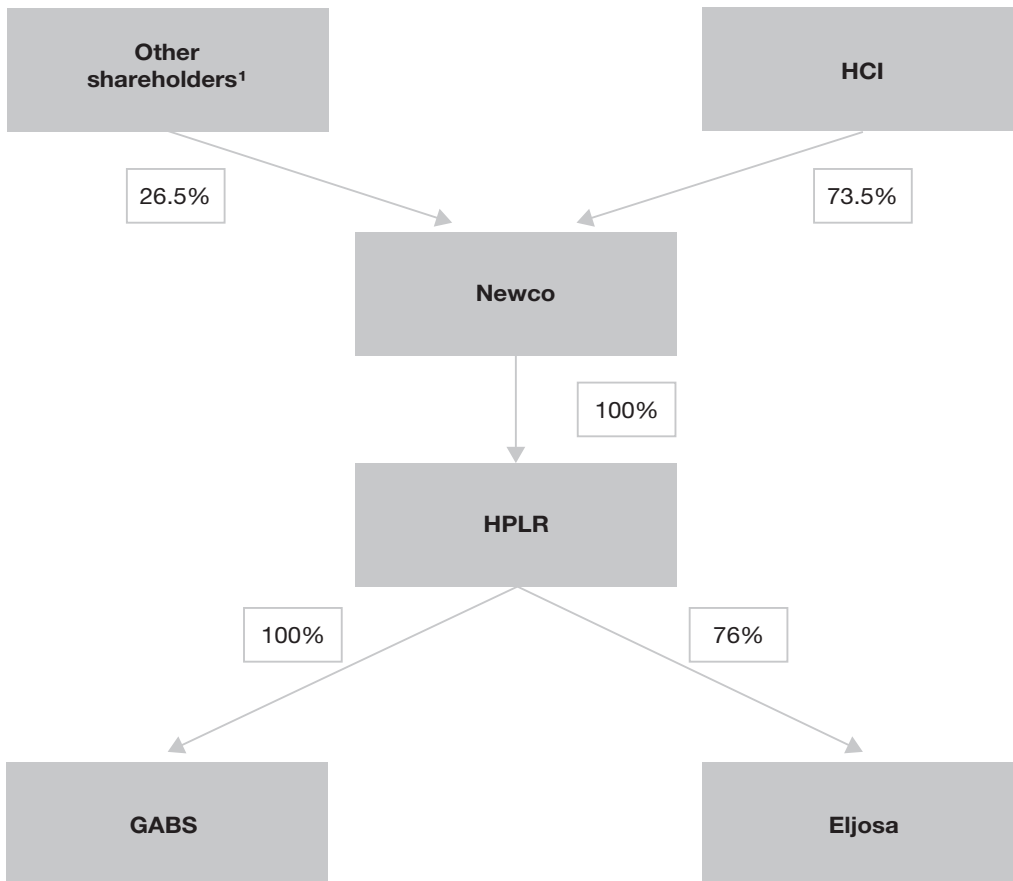 Other
shareholders¹
HCI
26.5%
73.5%
Newco
100%
HPLR
100%
76%
GABS
Eljosa